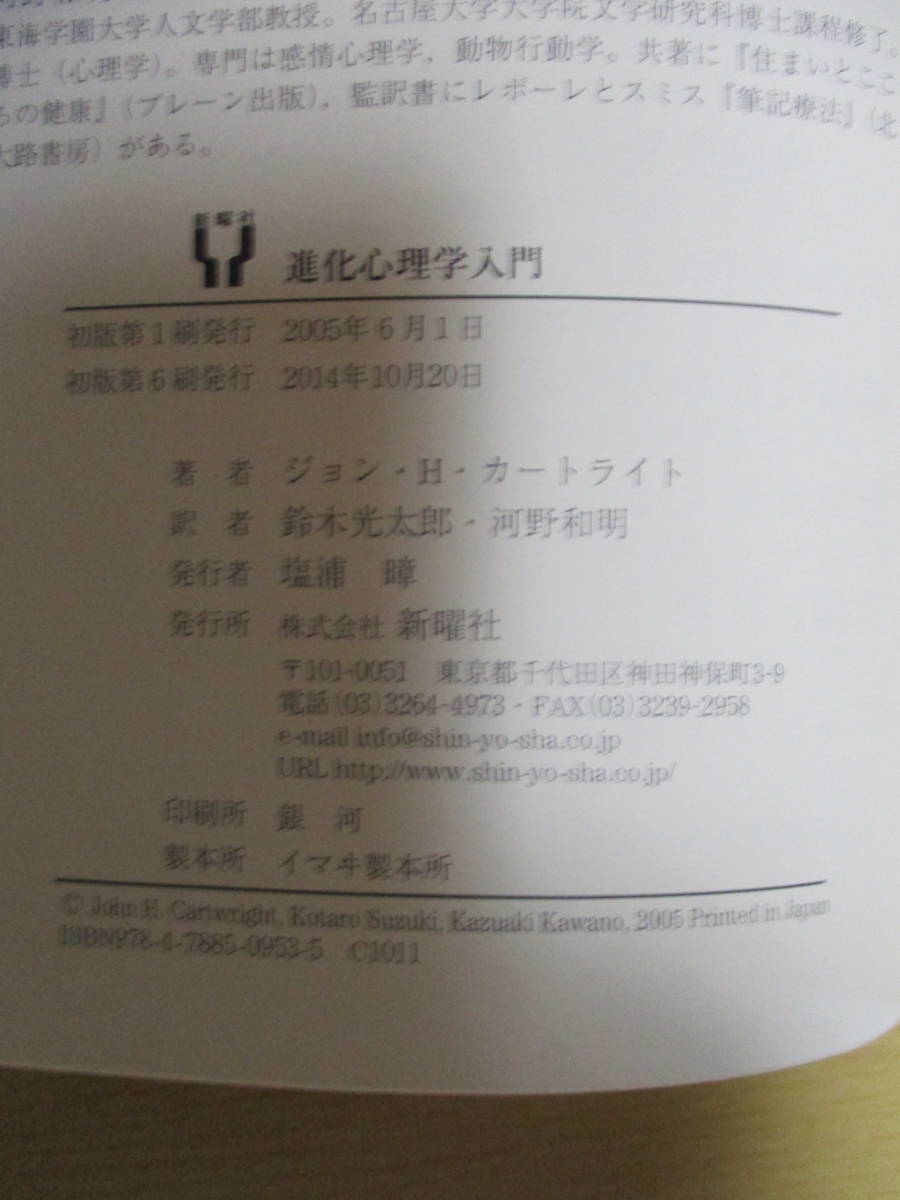 東海学園大学人文学部教授。名古屋大学大学院文学研究科博士課程修了。
博士（心理学）。専門は感情心理学，動物行動学。共著に『住まいとここ
ろの健康』（ブレーン出版），監訳書にレポーレとスミス『筆記療法』（北
大路書房）がある。
新曜社
進化心理学入門
初版第1刷発行 2005年6月1日
初版第6刷発行 2014年10月20日
著 者 ジョン・H・カートライト
訳 者 鈴木光太郎・河野和明
発行者 塩浦 暲
発行所 株式会社 新曜社
〒101-0051 東京都千代田区神田神保町3-9
電話(03)3264-4973・FAX(03)3239-2958
e-mail info@shin-yo-sha.co.jp
URL http://www.shin-yo-sha.co.jp/
印刷所 銀 河
製本所 イマヰ製本所
© John H. Cartwright, Kotaro Suzuki, Kazuaki Kawano, 2005 Printed in Japan
ISBN978-4-7885-0953-5 C1011